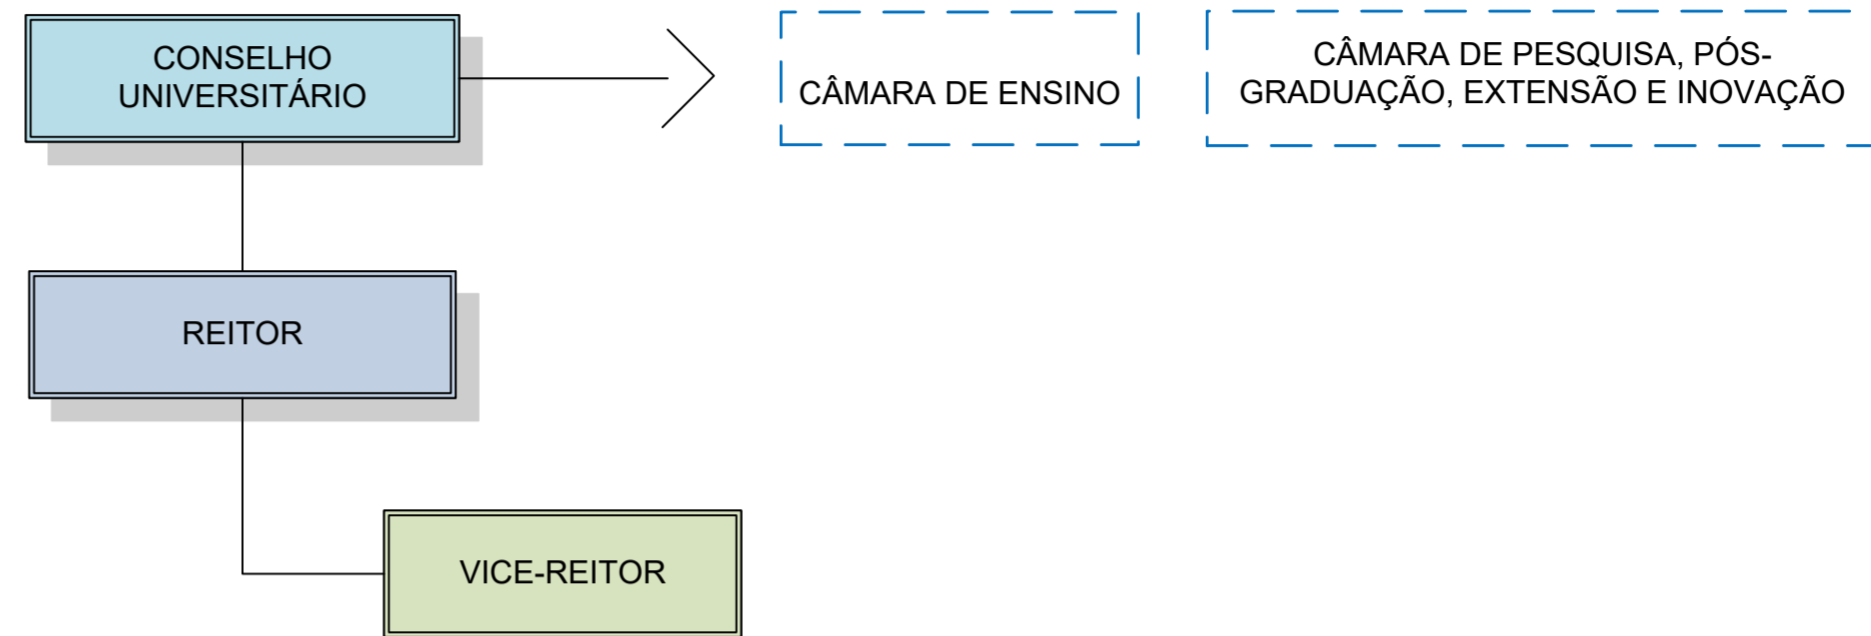 CONSELHO
UNIVERSITÁRIO
CÂMARA DE ENSINO
CÂMARA DE PESQUISA, PÓS-
GRADUAÇÃO, EXTENSÃO E INOVAÇÃO
REITOR
VICE-REITOR